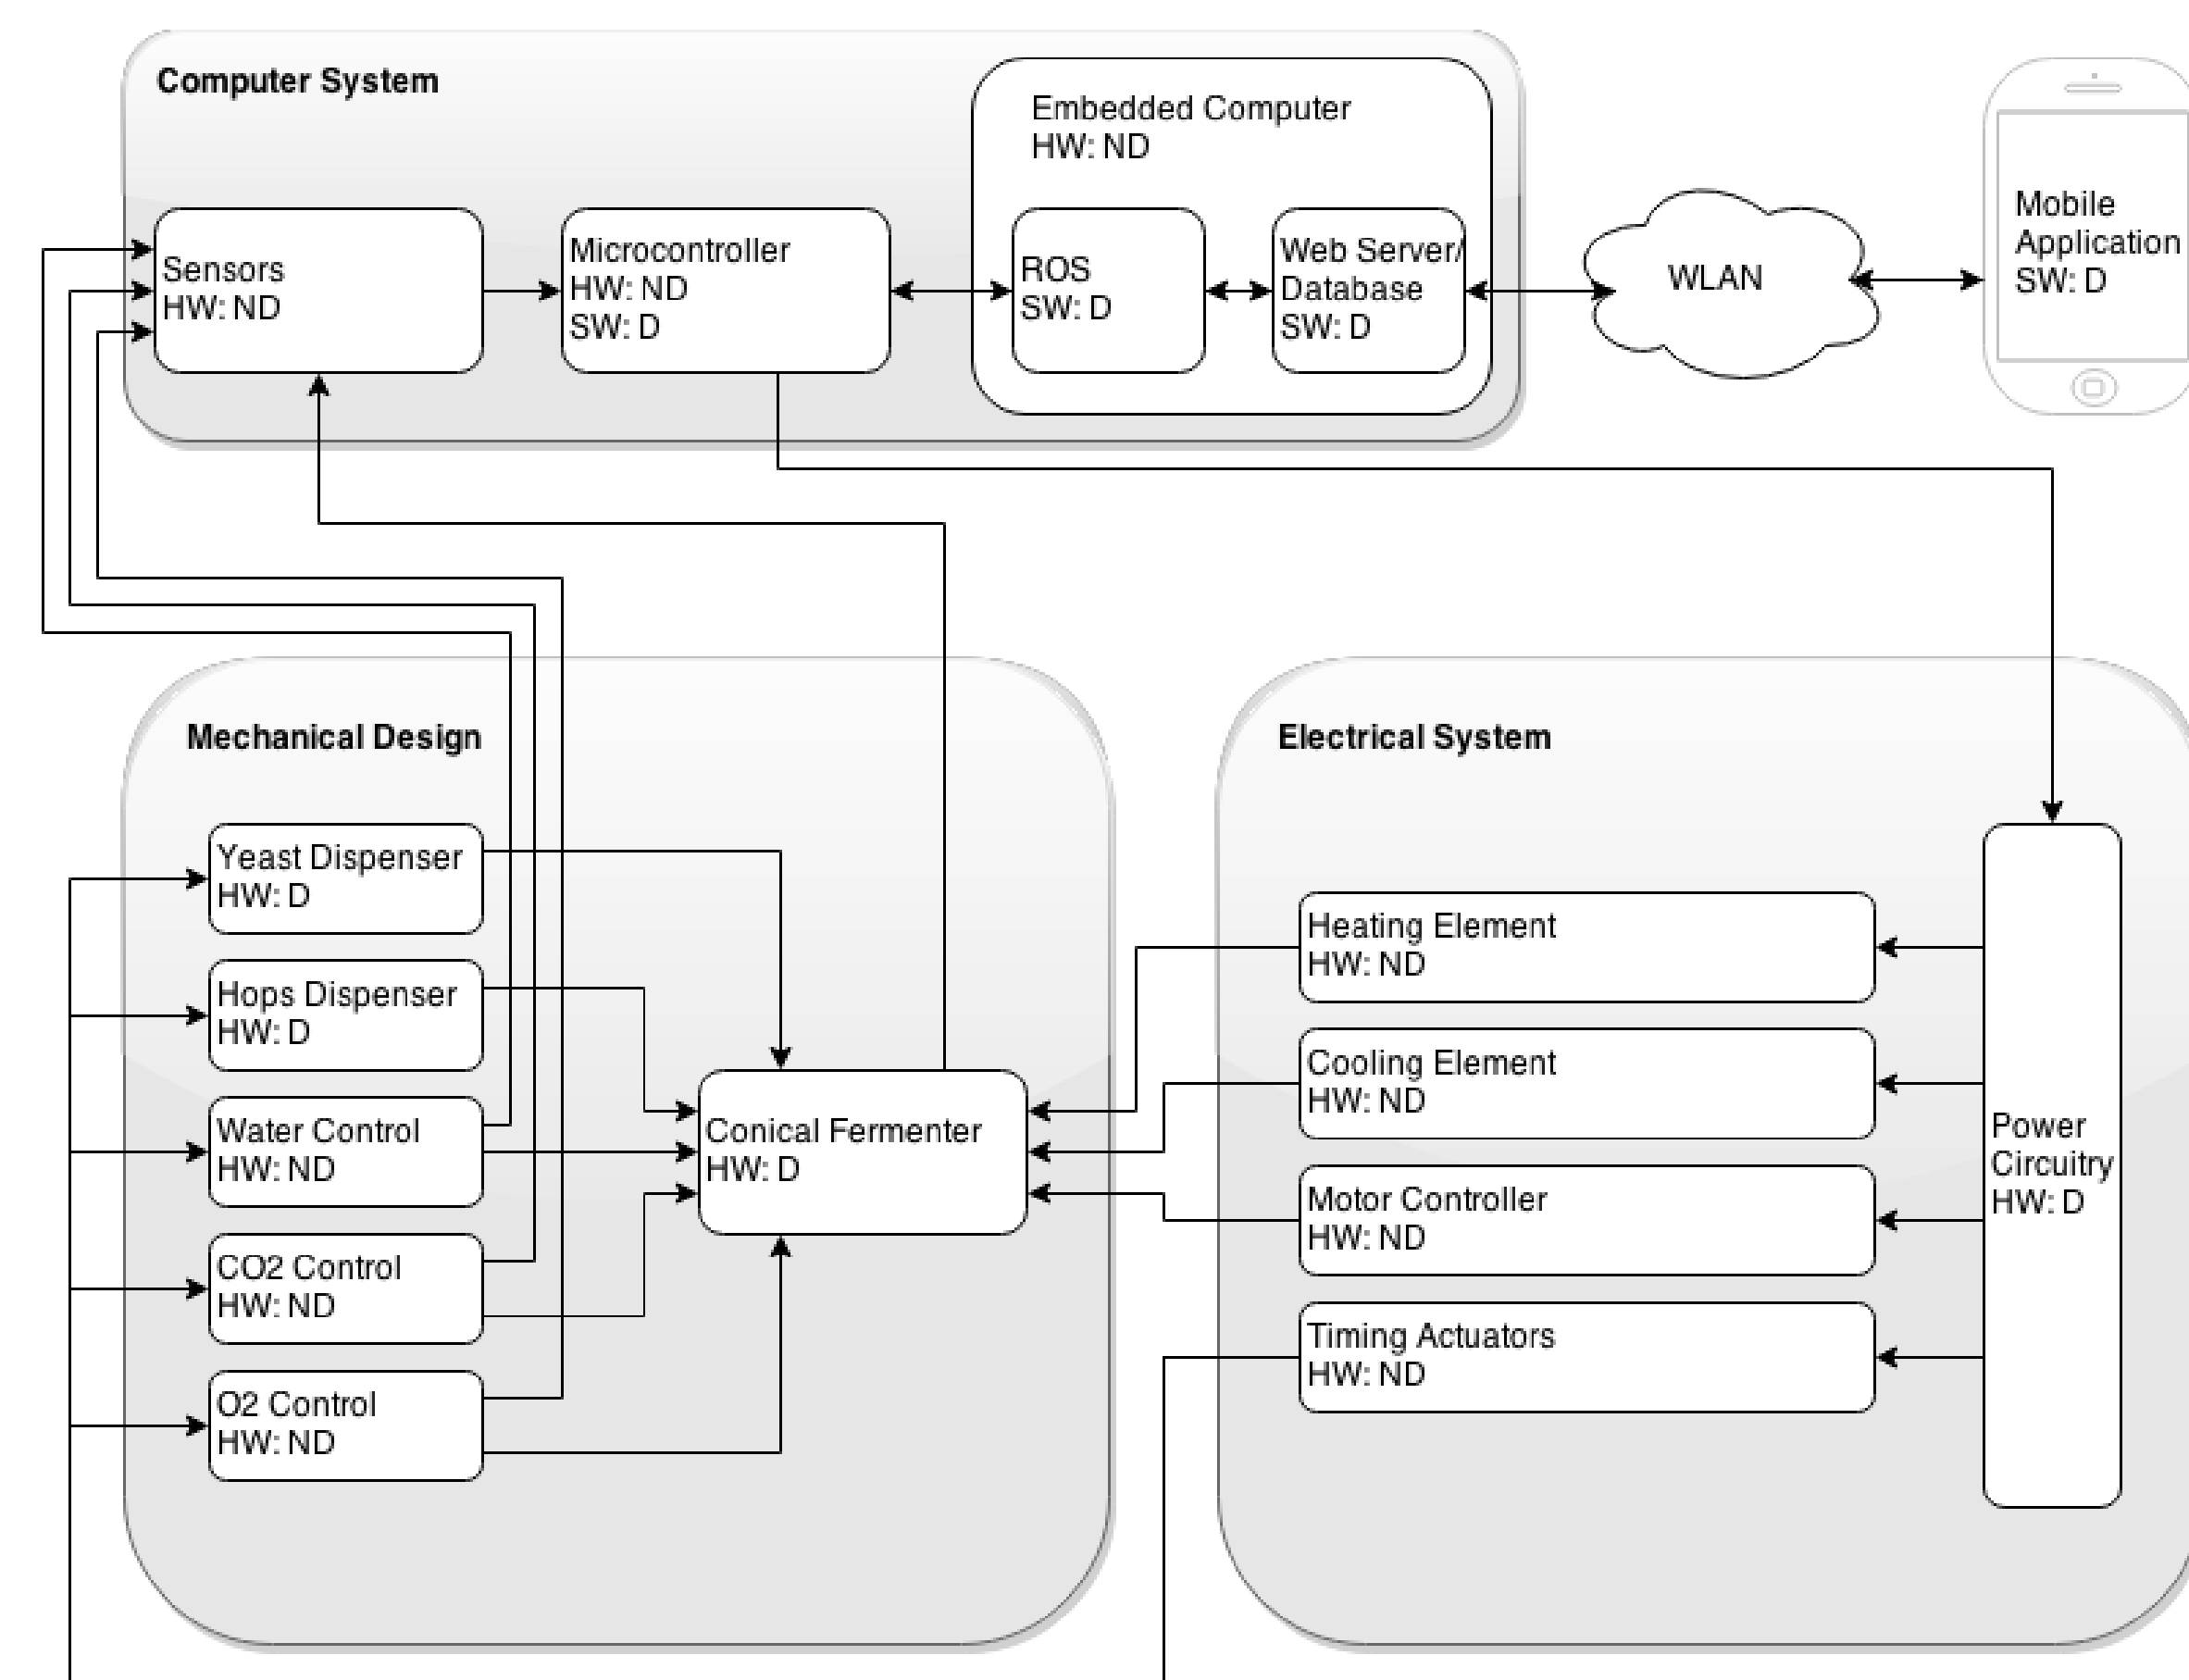 Computer System
Embedded Computer
HW: ND
Sensors
HW: ND
Microcontroller
HW: ND
SW: D
ROS
SW: D
Web Server/
Database
SW: D
WLAN
Mobile
Application
SW: D
Mechanical Design
Yeast Dispenser
HW: D
Hops Dispenser
HW: D
Water Control
HW: ND
CO2 Control
HW: ND
O2 Control
HW: ND
Conical Fermenter
HW: D
Electrical System
Heating Element
HW: ND
Cooling Element
HW: ND
Motor Controller
HW: ND
Timing Actuators
HW: ND
Power
Circuitry
HW: D